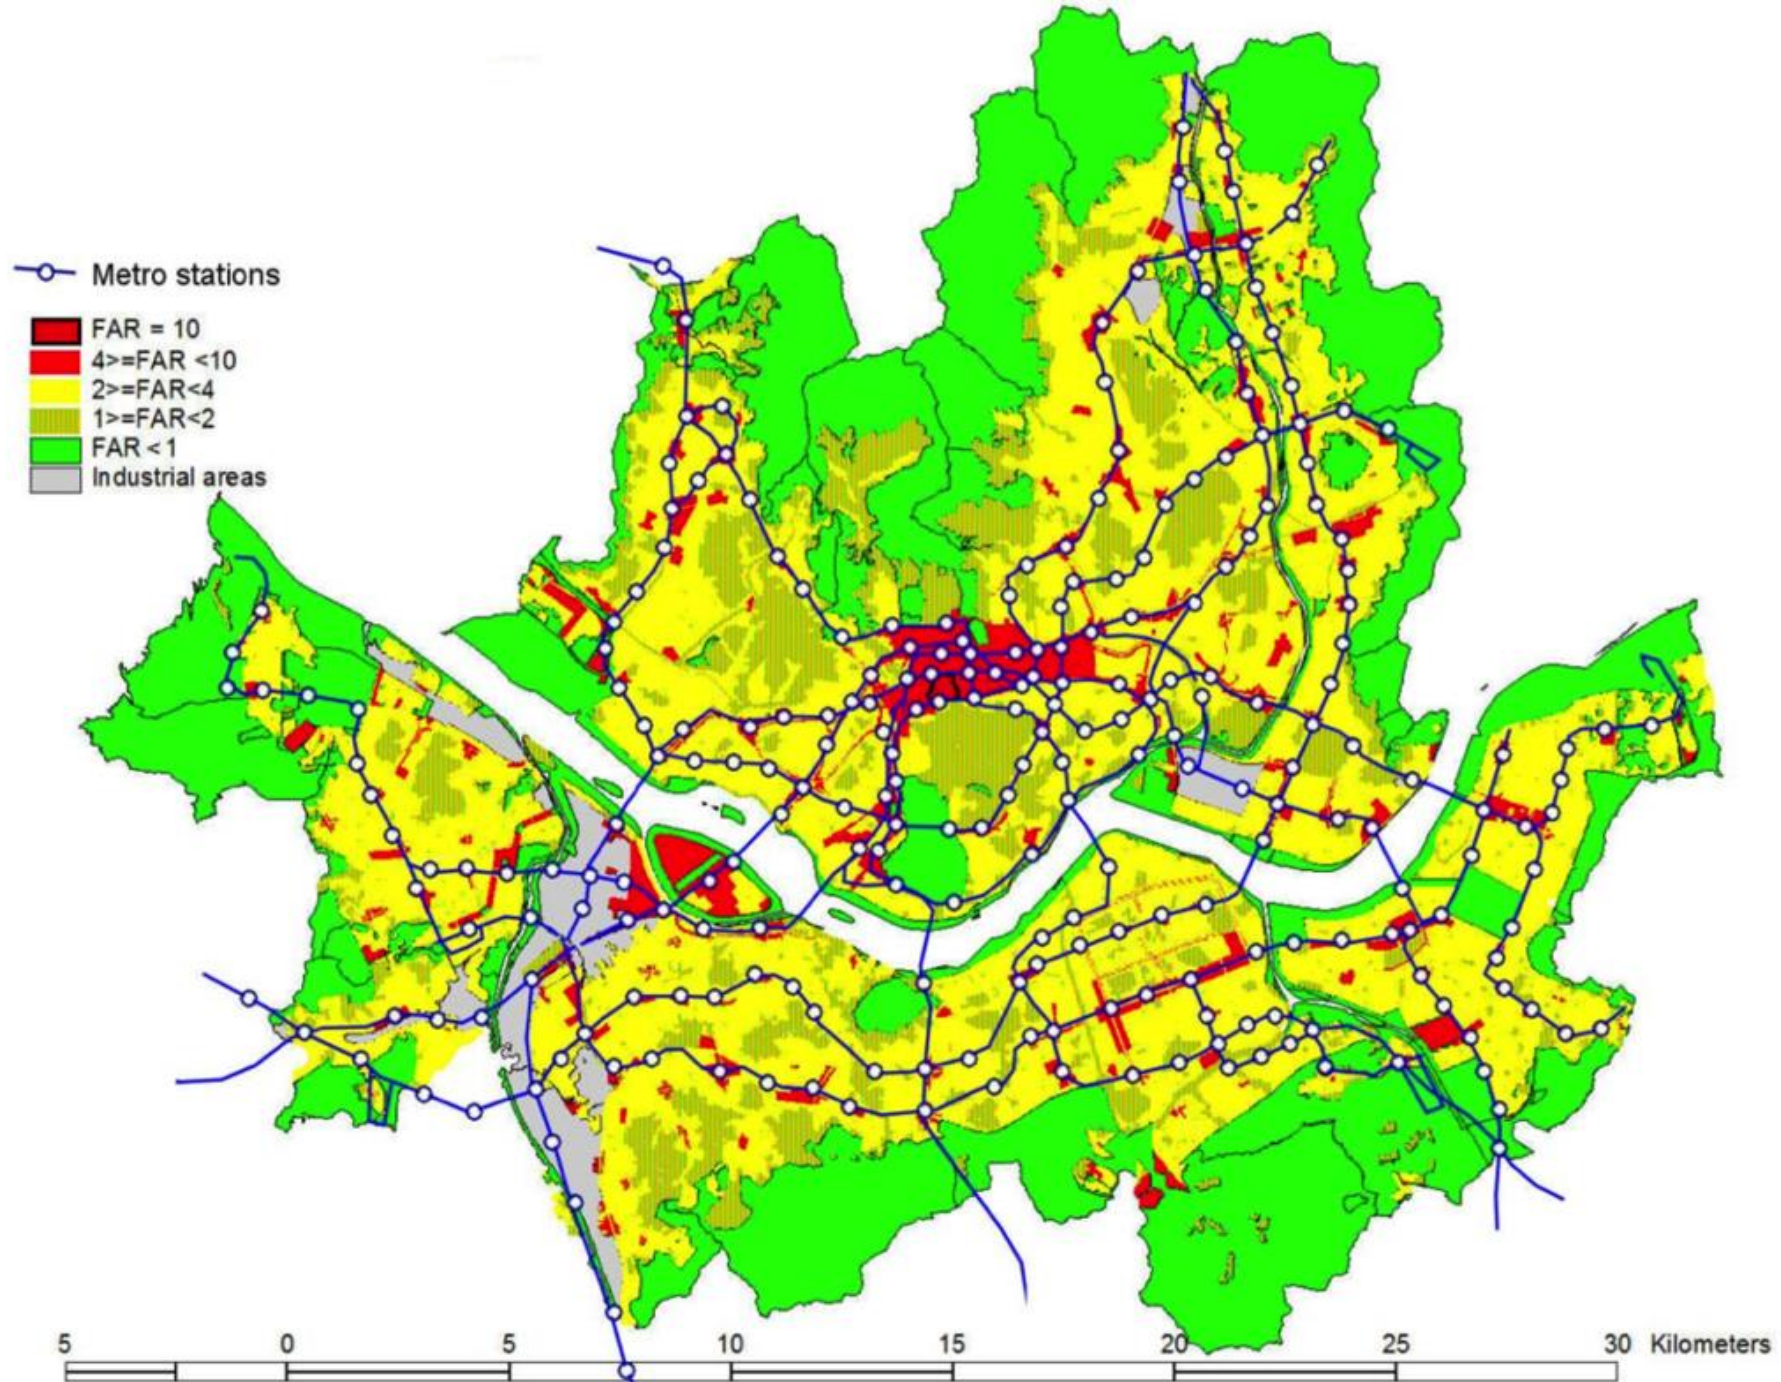 Metro stations
FAR = 10
4>=FAR <10
2>=FAR<4
1>=FAR<2
FAR < 1
Industrial areas
5 0 5 10 15 20 25 30 Kilometers